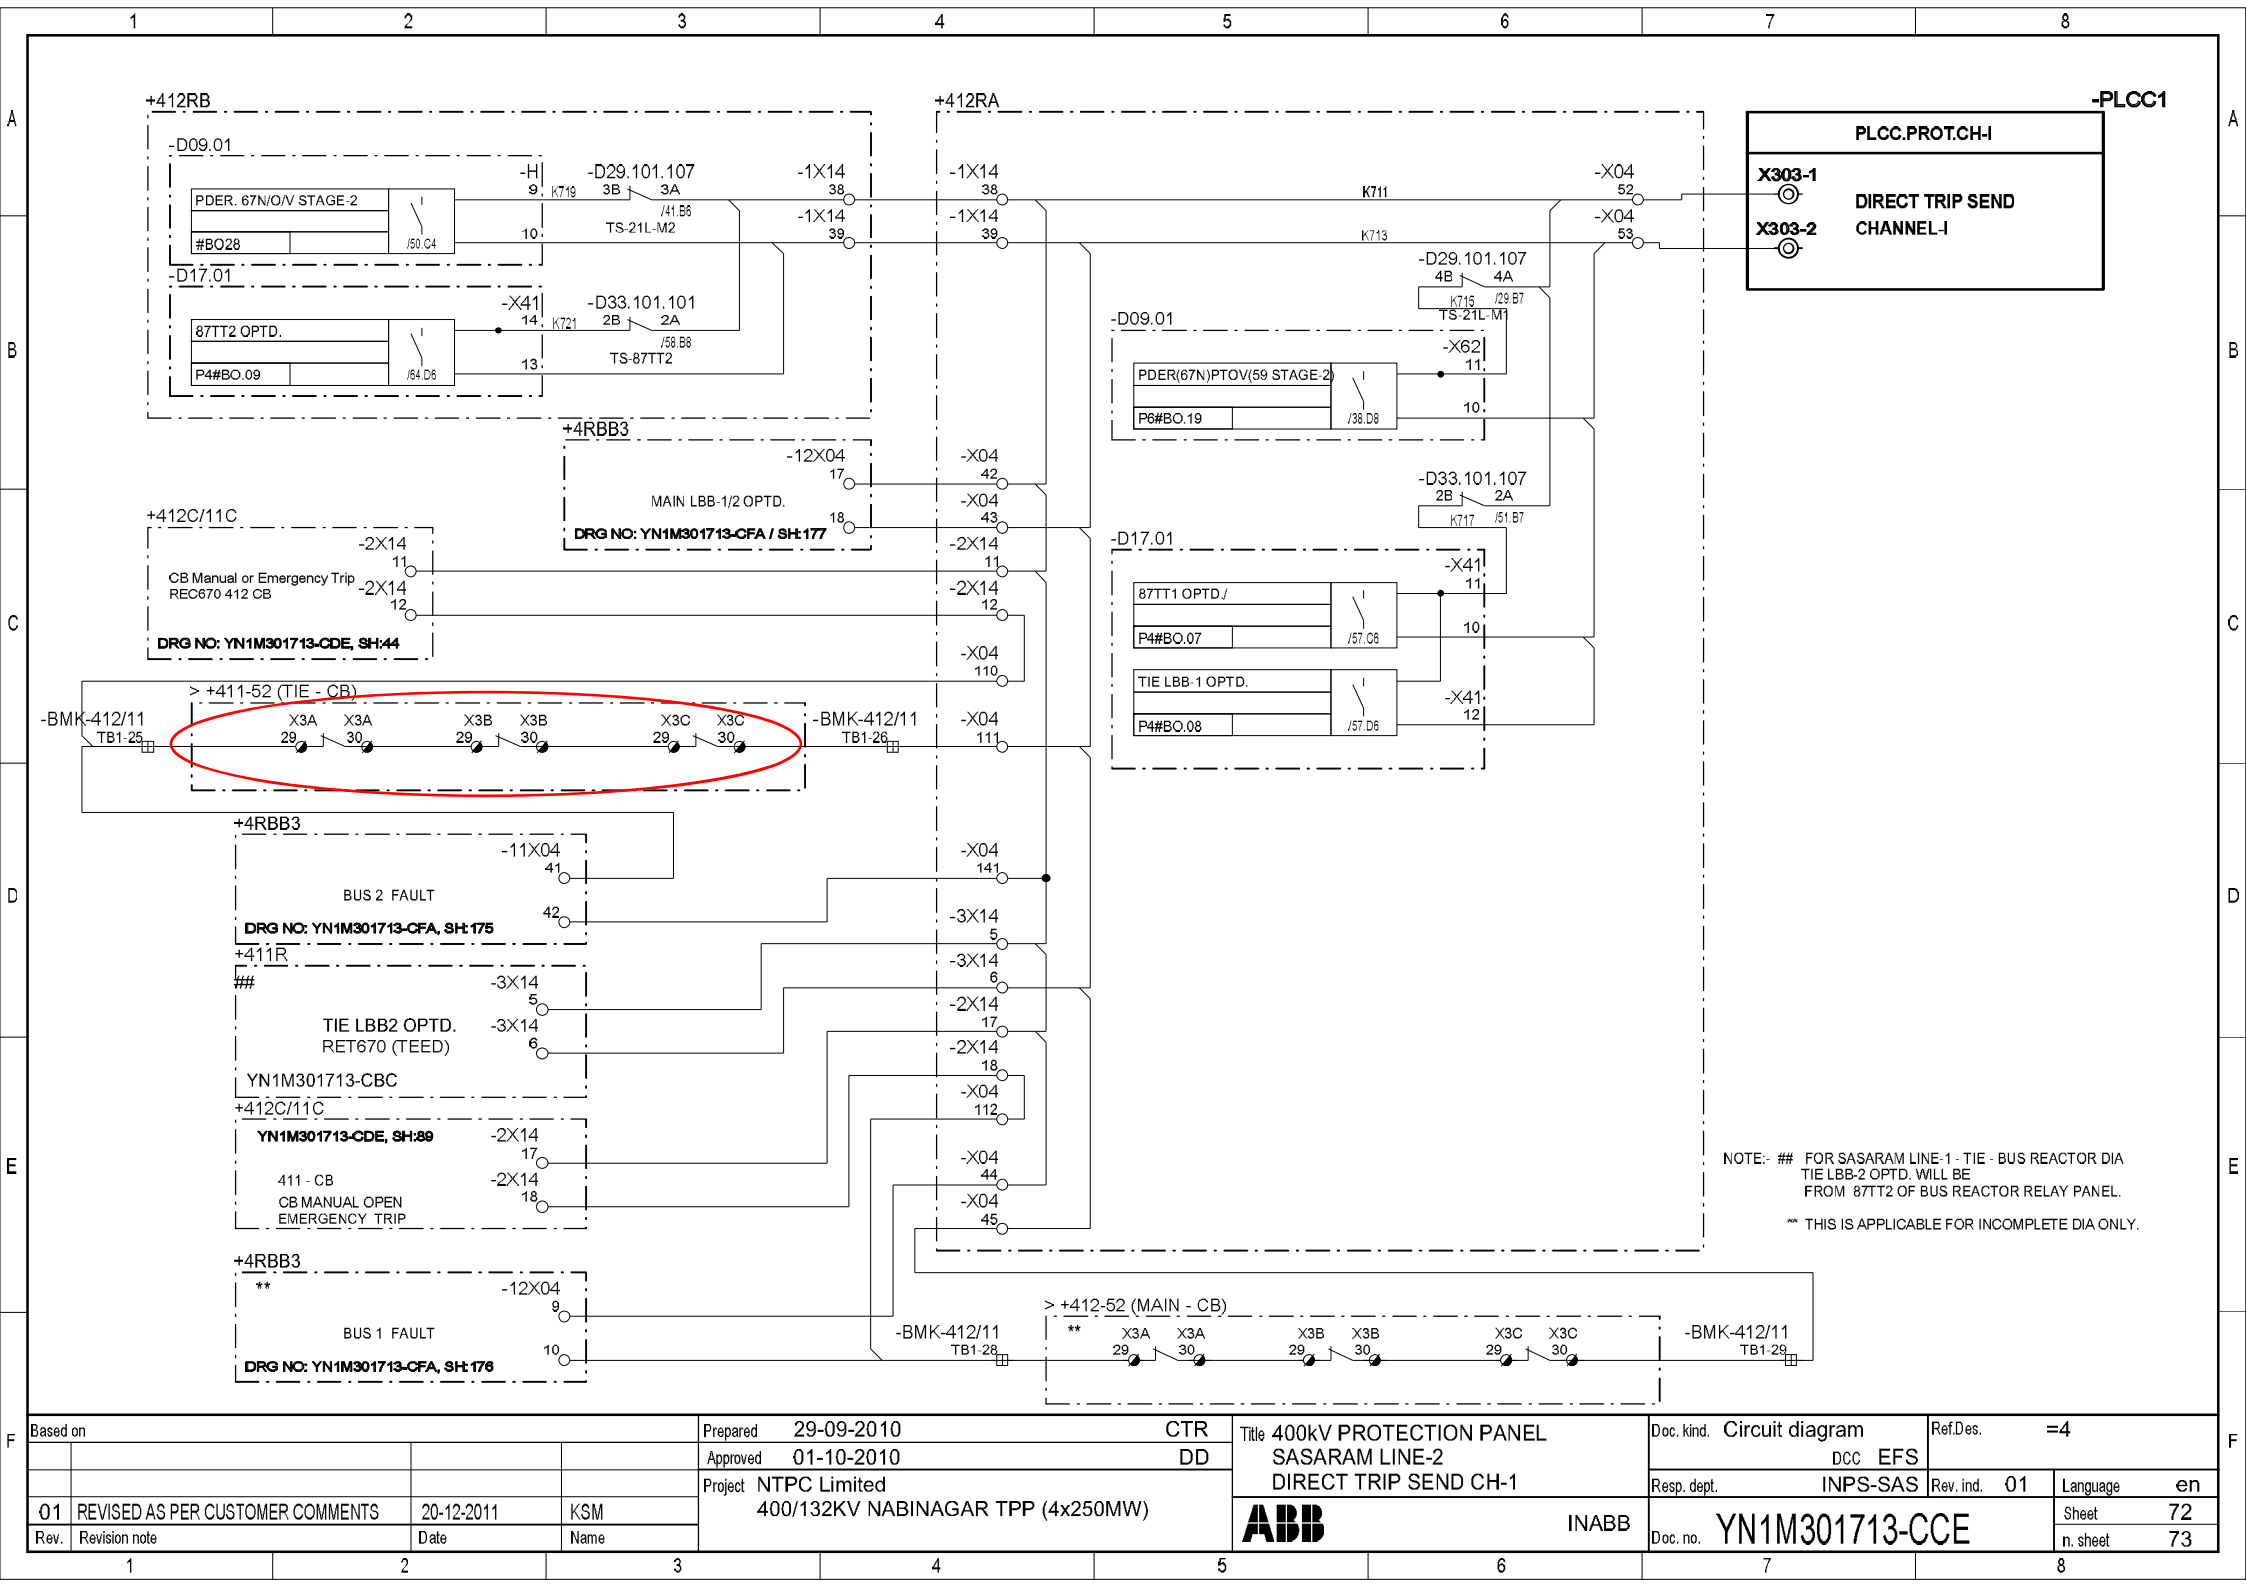 1 2 3 4 5 6 7 8
A A
B B
C C
D D
E E
F F
+412RB
-D09.01
-H
9
K719
PDER. 67N/O/V STAGE-2
#BO28
/50.C4
10
-D29.101.107
3B 3A
/41.B6
TS-21L-M2
-1X14
38
-1X14
39
-D17.01
-X41
14
K721
87TT2 OPTD.
P4#BO.09
/64.D6
13
-D33.101.101
2B 2A
/58.B8
TS-87TT2
+4RBB3
-12X04
17
MAIN LBB-1/2 OPTD.
18
DRG NO: YN1M301713-CFA / SH:177
+412C/11C
-2X14
11
CB Manual or Emergency Trip
REC670 412 CB
-2X14
12
DRG NO: YN1M301713-CDE, SH:44
> +411-52 (TIE - CB)
-BMK-412/11
TB1-25
X3A X3A X3B X3B X3C X3C
29 30 29 30 29 30
-BMK-412/11
TB1-26
+4RBB3
-11X04
41
BUS 2 FAULT
42
DRG NO: YN1M301713-CFA, SH:175
+411R
##
-3X14
5
TIE LBB2 OPTD.
RET670 (TEED)
-3X14
6
YN1M301713-CBC
+412C/11C
YN1M301713-CDE, SH:89
-2X14
17
411 - CB
-2X14
18
CB MANUAL OPEN
EMERGENCY TRIP
+4RBB3
**
-12X04
9
BUS 1 FAULT
10
DRG NO: YN1M301713-CFA, SH:176
+412RA
-1X14
38
-1X14
39
-X04
42
-X04
43
-2X14
11
-2X14
12
-X04
110
-X04
111
-X04
141
-3X14
5
-3X14
6
-2X14
17
-2X14
18
-X04
112
-X04
44
-X04
45
K711
K713
-X04
52
-X04
53
-D29.101.107
4B 4A
K715 /29.B7
TS-21L-M1
-D09.01
-X62
11
PDER(67N)PTOV(59 STAGE-2)
P6#BO.19
/38.D8
10
-D33.101.107
2B 2A
K717 /51.B7
-D17.01
-X41
11
87TT1 OPTD./
P4#BO.07
/57.C6
10
TIE LBB-1 OPTD.
P4#BO.08
/57.D6
-X41
12
-PLCC1
PLCC.PROT.CH-I
X303-1
X303-2
DIRECT TRIP SEND
CHANNEL-I
NOTE:- ## FOR SASARAM LINE-1 - TIE - BUS REACTOR DIA
TIE LBB-2 OPTD. WILL BE
FROM 87TT2 OF BUS REACTOR RELAY PANEL.
** THIS IS APPLICABLE FOR INCOMPLETE DIA ONLY.
-BMK-412/11
TB1-28
> +412-52 (MAIN - CB)
**
X3A X3A X3B X3B X3C X3C
29 30 29 30 29 30
-BMK-412/11
TB1-29
Based on
01 REVISED AS PER CUSTOMER COMMENTS 20-12-2011 KSM
Rev. Revision note Date Name
Prepared 29-09-2010 CTR
Approved 01-10-2010 DD
Project NTPC Limited
400/132KV NABINAGAR TPP (4x250MW)
Title 400kV PROTECTION PANEL
SASARAM LINE-2
DIRECT TRIP SEND CH-1
ABB INABB
Doc. kind. Circuit diagram
DCC EFS
Ref.Des. =4
Resp. dept. INPS-SAS
Rev. ind. 01
Language en
Doc. no. YN1M301713-CCE
Sheet 72
n. sheet 73
1 2 3 4 5 6 7 8